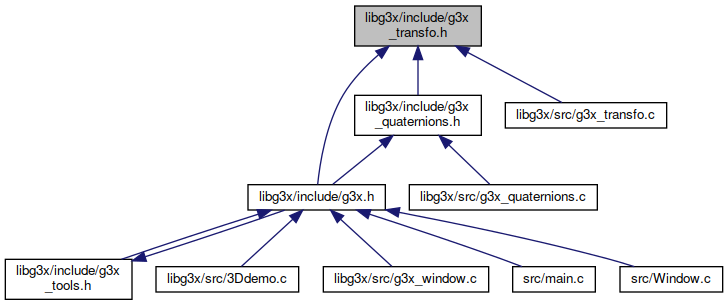 libg3x/include/g3x
_transfo.h
libg3x/include/g3x
_quaternions.h
libg3x/src/g3x_transfo.c
libg3x/include/g3x.h
libg3x/src/g3x_quaternions.c
libg3x/include/g3x
_tools.h
libg3x/src/3Ddemo.c
libg3x/src/g3x_window.c
src/main.c
src/Window.c